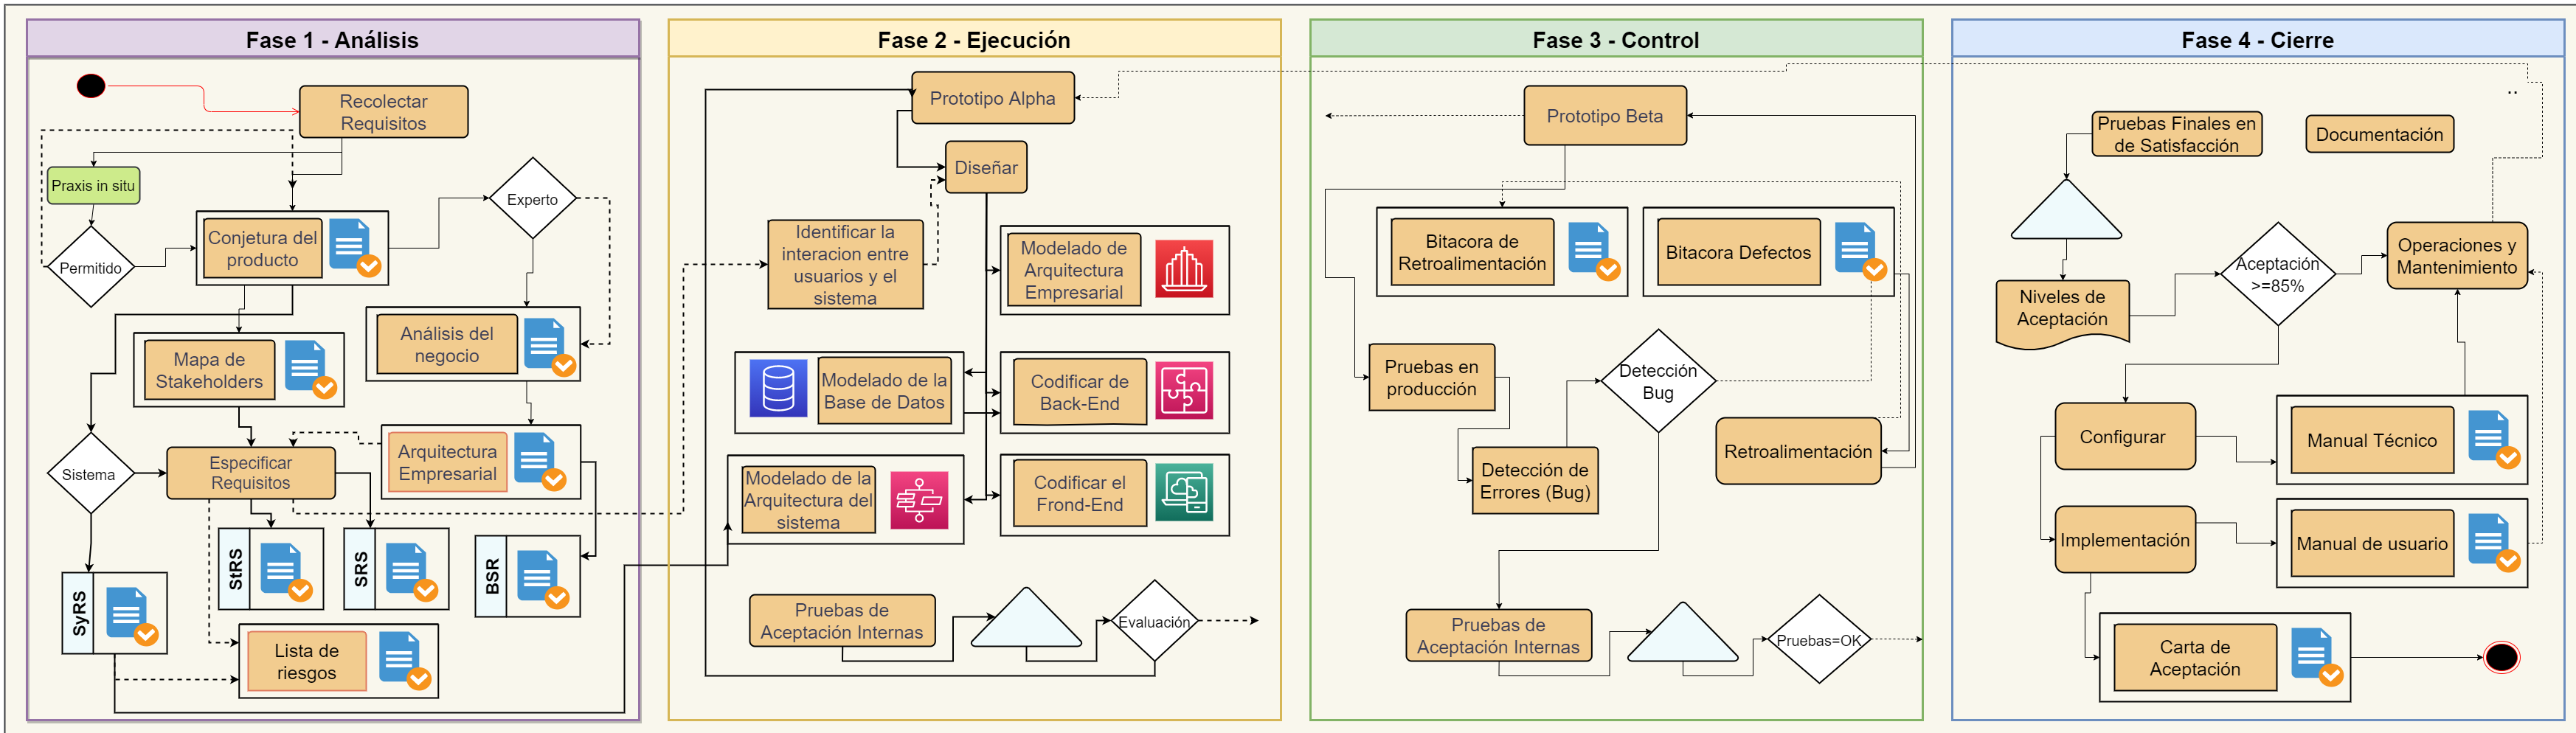 Fase 1 - Análisis
Recolectar
Requisitos
Praxis in situ
Permitido
Conjetura del
producto
Experto
Análisis del
negocio
Mapa de
Stakeholders
Sistema
Especificar
Requisitos
Arquitectura
Empresarial
StRS
SRS
BSR
SyRS
Lista de
riesgos
Fase 2 - Ejecución
Prototipo Alpha
Diseñar
Identificar la
interacion entre
usuarios y el
sistema
Modelado de
Arquitectura
Empresarial
Modelado de la
Base de Datos
Codificar de
Back-End
Modelado de la
Arquitectura del
sistema
Codificar el
Frond-End
Pruebas de
Aceptación Internas
Evaluación
Fase 3 - Control
Prototipo Beta
Bitacora de
Retroalimentación
Bitacora Defectos
Pruebas en
producción
Detección
Bug
Retroalimentación
Detección de
Errores (Bug)
Pruebas de
Aceptación Internas
Pruebas=OK
Fase 4 - Cierre
..
Pruebas Finales en
de Satisfacción
Documentación
Niveles de
Aceptación
Aceptación
>=85%
Operaciones y
Mantenimiento
Configurar
Manual Técnico
Implementación
Manual de usuario
Carta de
Aceptación